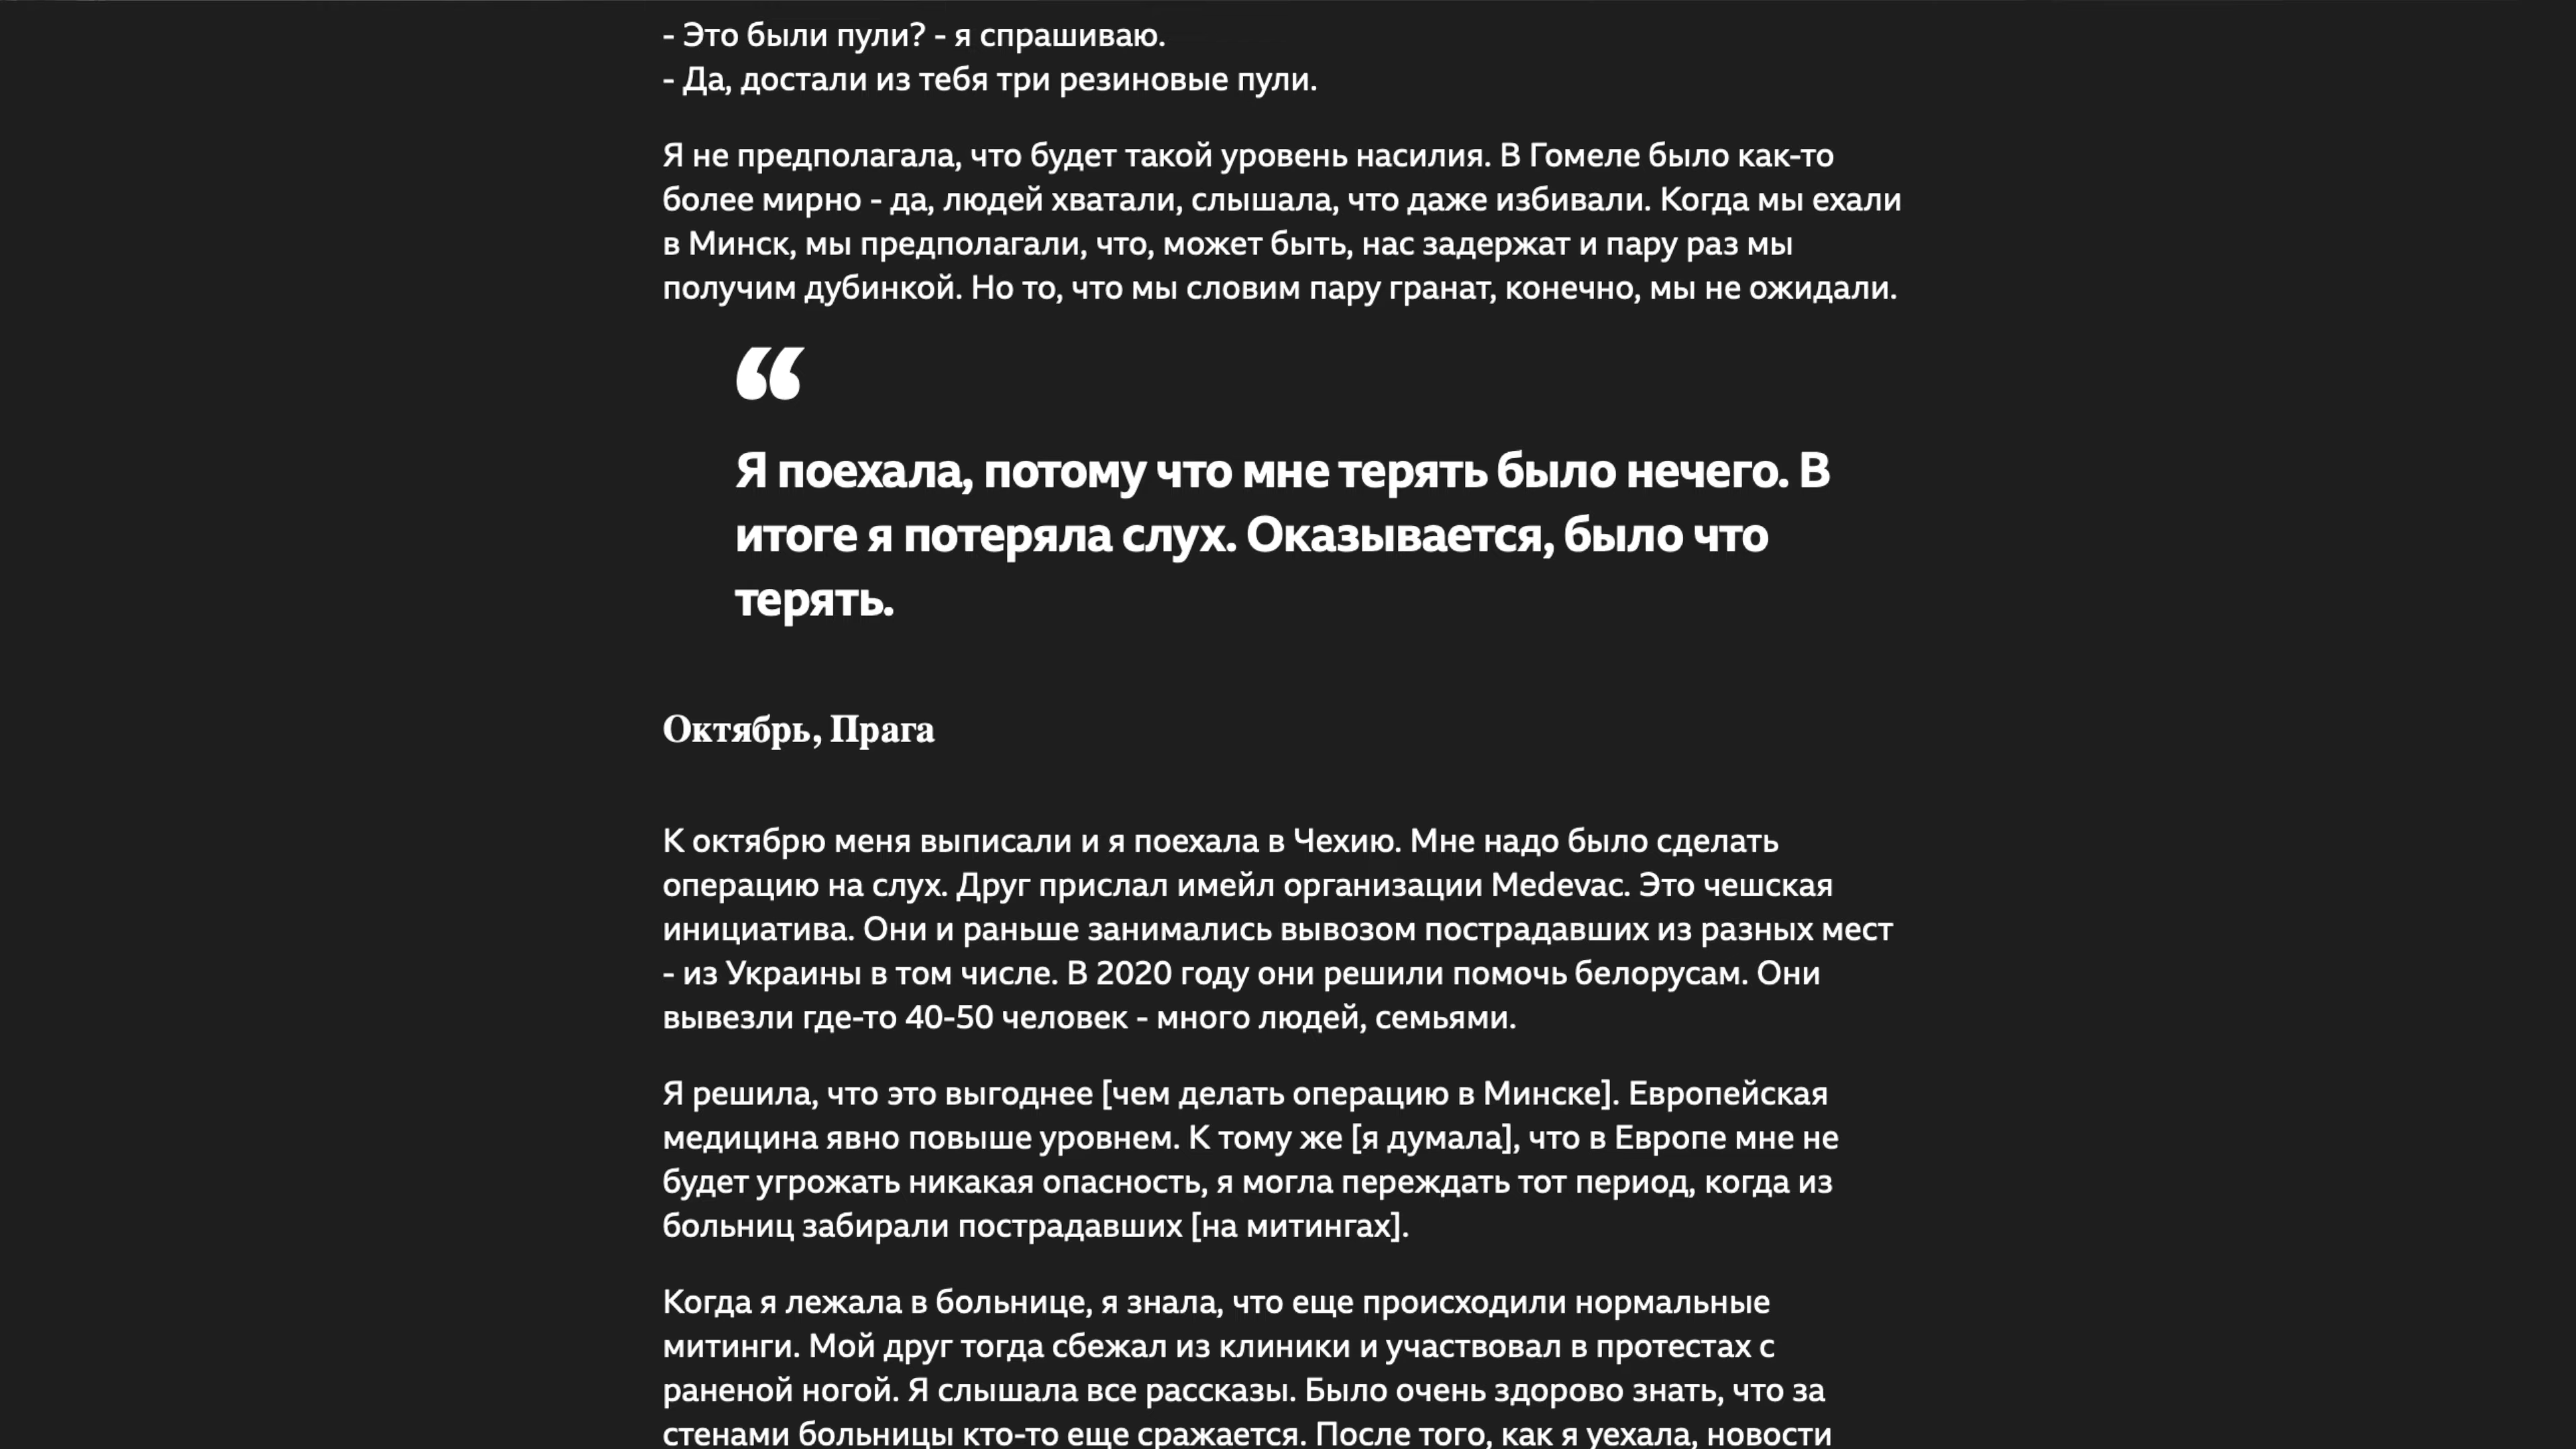 - Это были пули? - я спрашиваю.
- Да, достали из тебя три резиновые пули.
Я не предполагала, что будет такой уровень насилия. В Гомеле было как-то
более мирно - да, людей хватали, слышала, что даже избивали. Когда мы ехали
в Минск, мы предполагали, что, может быть, нас задержат и пару раз мы
получим дубинкой. Но то, что мы словим пару гранат, конечно, мы не ожидали.
“
Я поехала, потому что мне терять было нечего. В
итоге я потеряла слух. Оказывается, было что
терять.
Октябрь, Прага
К октябрю меня выписали и я поехала в Чехию. Мне надо было сделать
операцию на слух. Друг прислал имейл организации Medevac. Это чешская
инициатива. Они и раньше занимались вывозом пострадавших из разных мест
- из Украины в том числе. В 2020 году они решили помочь белорусам. Они
вывезли где-то 40-50 человек - много людей, семьями.
Я решила, что это выгоднее [чем делать операцию в Минске]. Европейская
медицина явно повыше уровнем. К тому же [я думала], что в Европе мне не
будет угрожать никакая опасность, я могла переждать тот период, когда из
больниц забирали пострадавших [на митингах].
Когда я лежала в больнице, я знала, что еще происходили нормальные
митинги. Мой друг тогда сбежал из клиники и участвовал в протестах с
раненой ногой. Я слышала все рассказы. Было очень здорово знать, что за
стенами больницы кто-то еще сражается. После того, как я уехала, новости